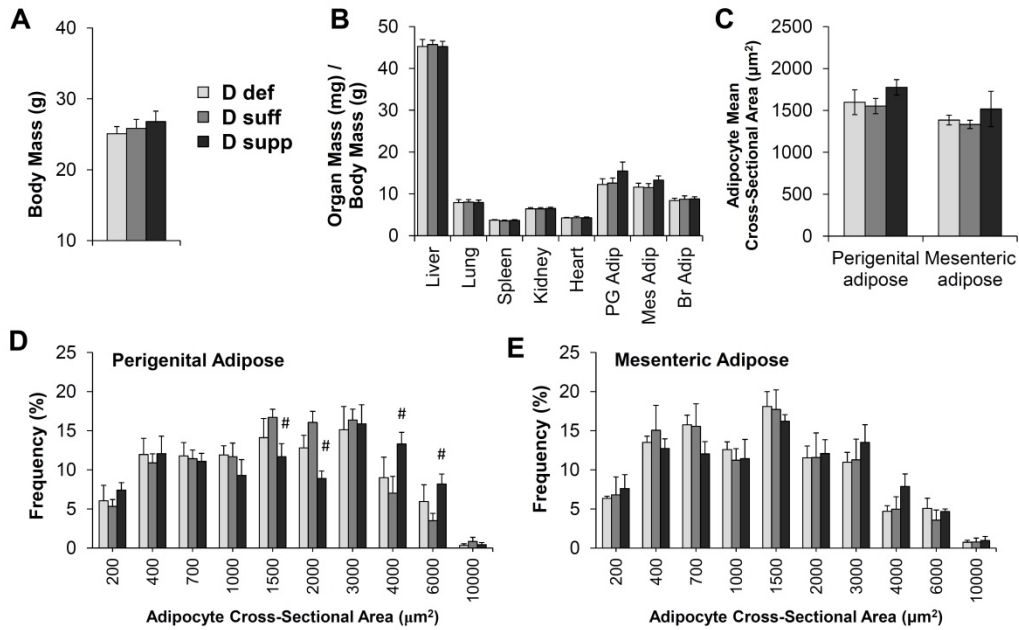 A
Body Mass (g)
40
30
20
10
D def
D suff
D supp
B
Organ Mass (mg) /
Body Mass (g)
50
40
30
20
10
0
Liver
Lung
Spleen
Kidney
Heart
PG Adip
Mes Adip
Br Adip
C
Adipocyte Mean
Cross-Sectional Area (µm²)
2500
2000
1500
1000
500
0
Perigenital
adipose
Mesenteric
adipose
D
Perigenital Adipose
Frequency (%)
25
20
15
10
5
0
#
#
#
#
200
400
700
1000
1500
2000
3000
4000
6000
10000
Adipocyte Cross-Sectional Area (µm²)
E
Mesenteric Adipose
Frequency (%)
25
20
15
10
5
0
200
400
700
1000
1500
2000
3000
4000
6000
10000
Adipocyte Cross-Sectional Area (µm²)